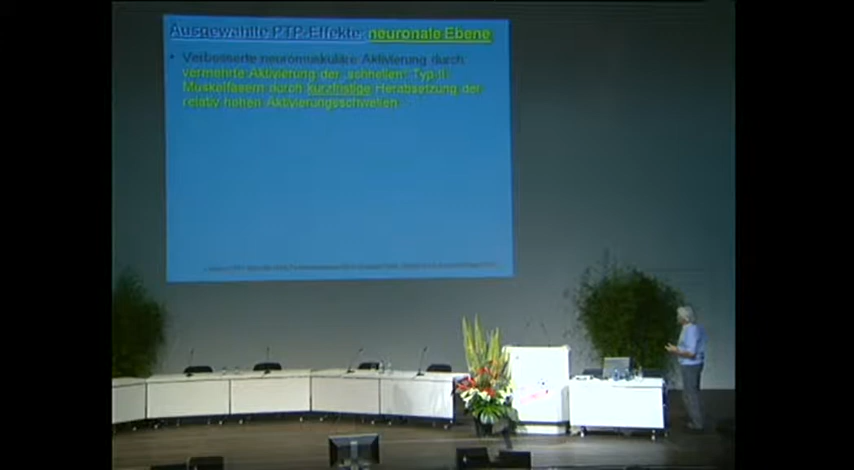 Ausgewählte PTP-Effekte: neuronale Ebene
• Verbesserte neuromuskuläre Aktivierung durch
vermehrte Aktivierung der „schnellen“ Typ-II-
Muskelfasern durch kurzfristige Herabsetzung der
relativ hohen Aktivierungsschwellen.